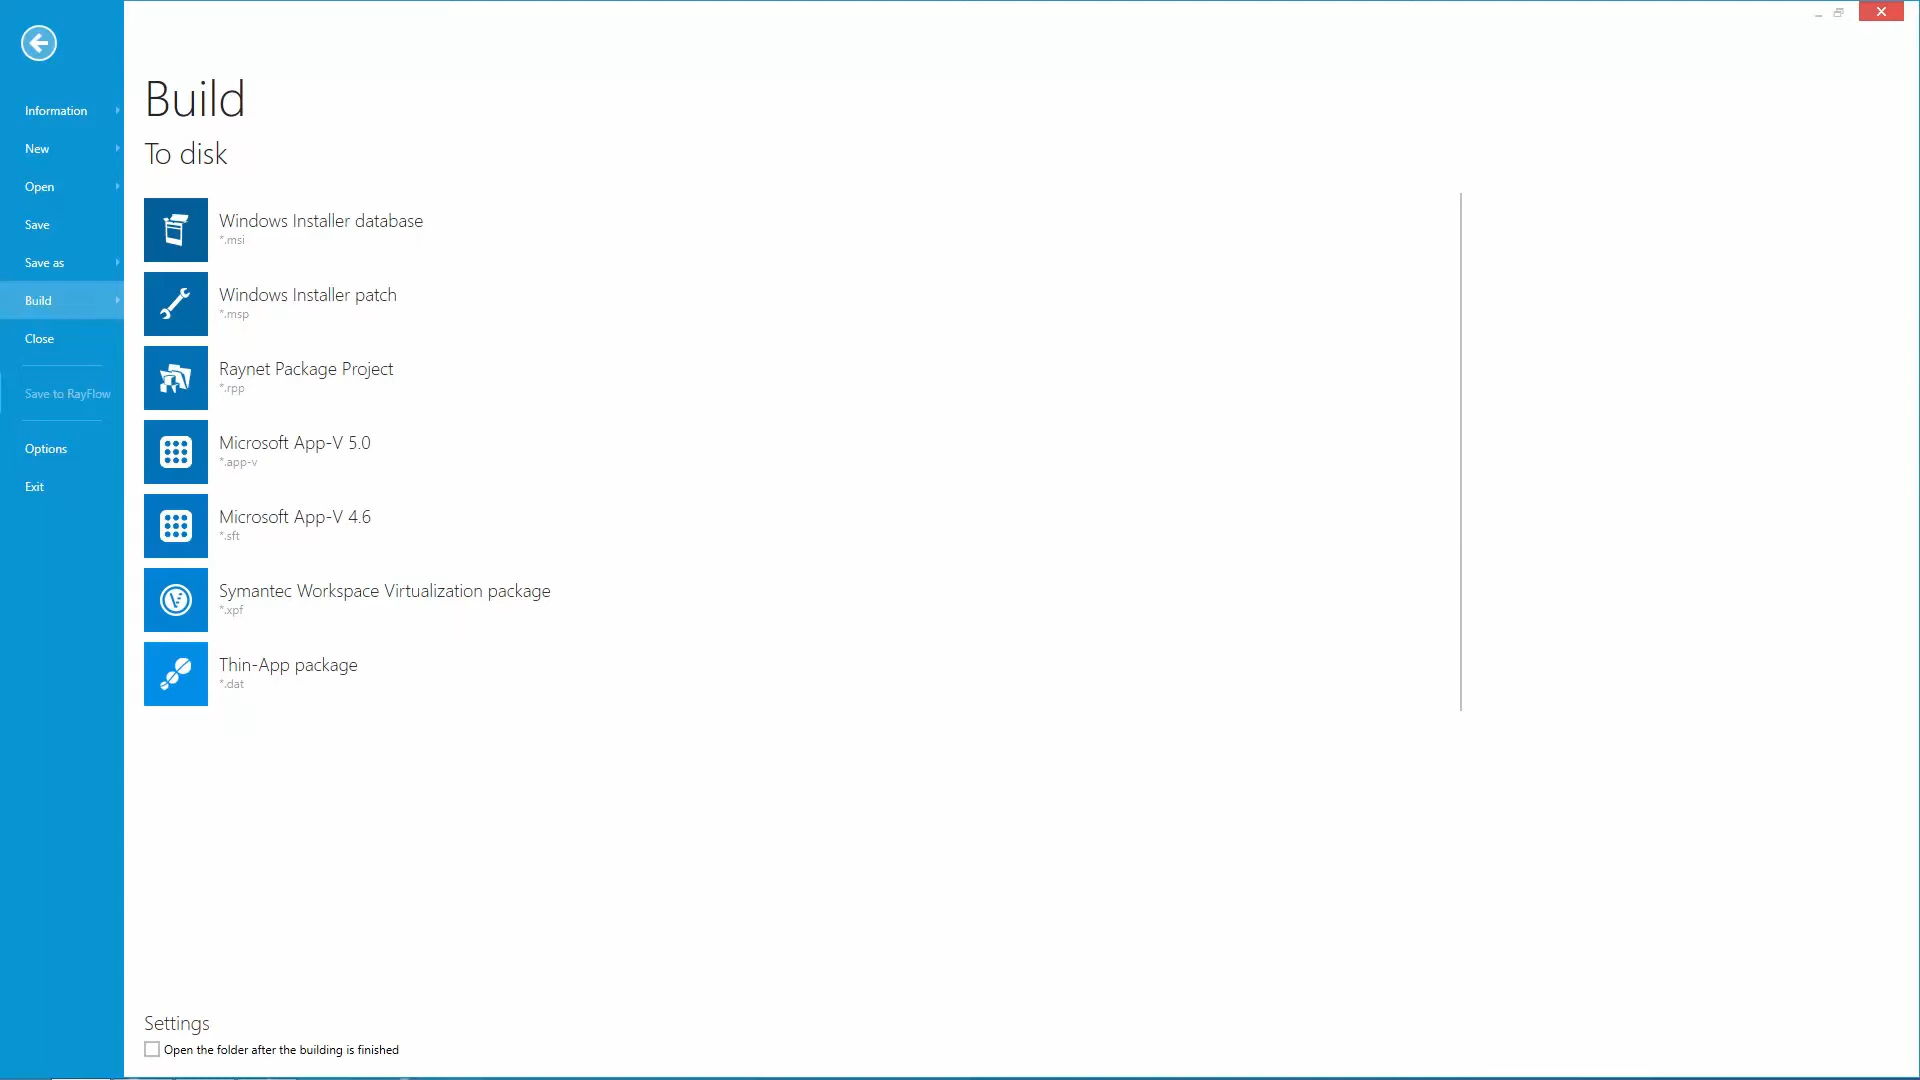 Information
New
Open
Save
Save as
Build
Close
Save to RayFlow
Options
Exit
Build
To disk
Windows Installer database
*.msi
Windows Installer patch
*.msp
Raynet Package Project
*.rpp
Microsoft App-V 5.0
*.app-v
Microsoft App-V 4.6
*.sft
Symantec Workspace Virtualization package
*.xpf
Thin-App package
*.dat
Settings
Open the folder after the building is finished